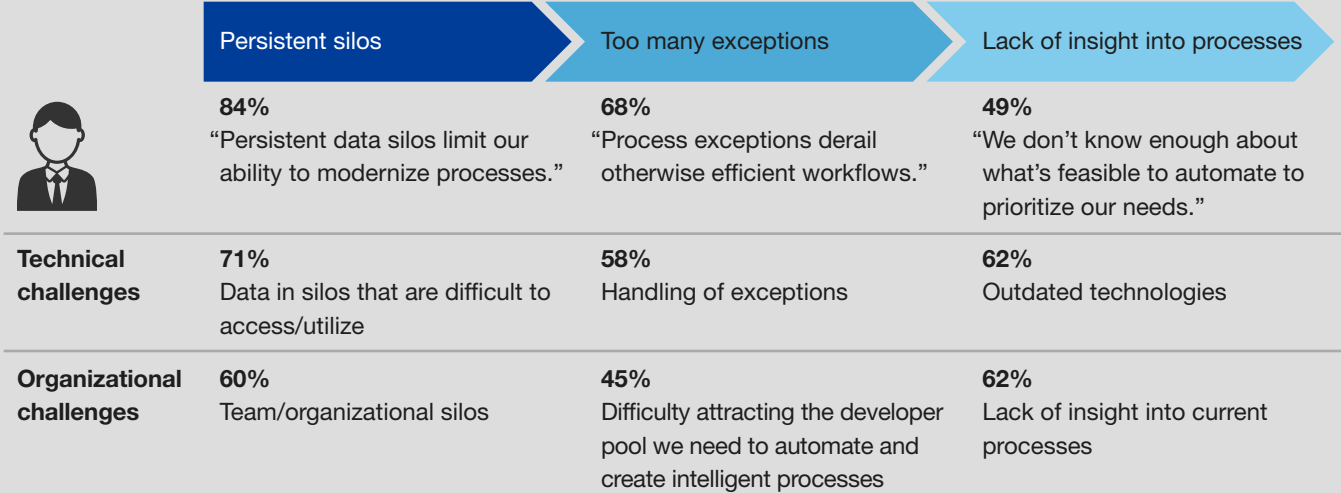 Persistent silos
Too many exceptions
Lack of insight into processes
84%
“Persistent data silos limit our
ability to modernize processes.”
68%
“Process exceptions derail
otherwise efficient workflows.”
49%
“We don’t know enough about
what’s feasible to automate to
prioritize our needs.”
Technical
challenges
71%
Data in silos that are difficult to
access/utilize
58%
Handling of exceptions
62%
Outdated technologies
Organizational
challenges
60%
Team/organizational silos
45%
Difficulty attracting the developer
pool we need to automate and
create intelligent processes
62%
Lack of insight into current
processes